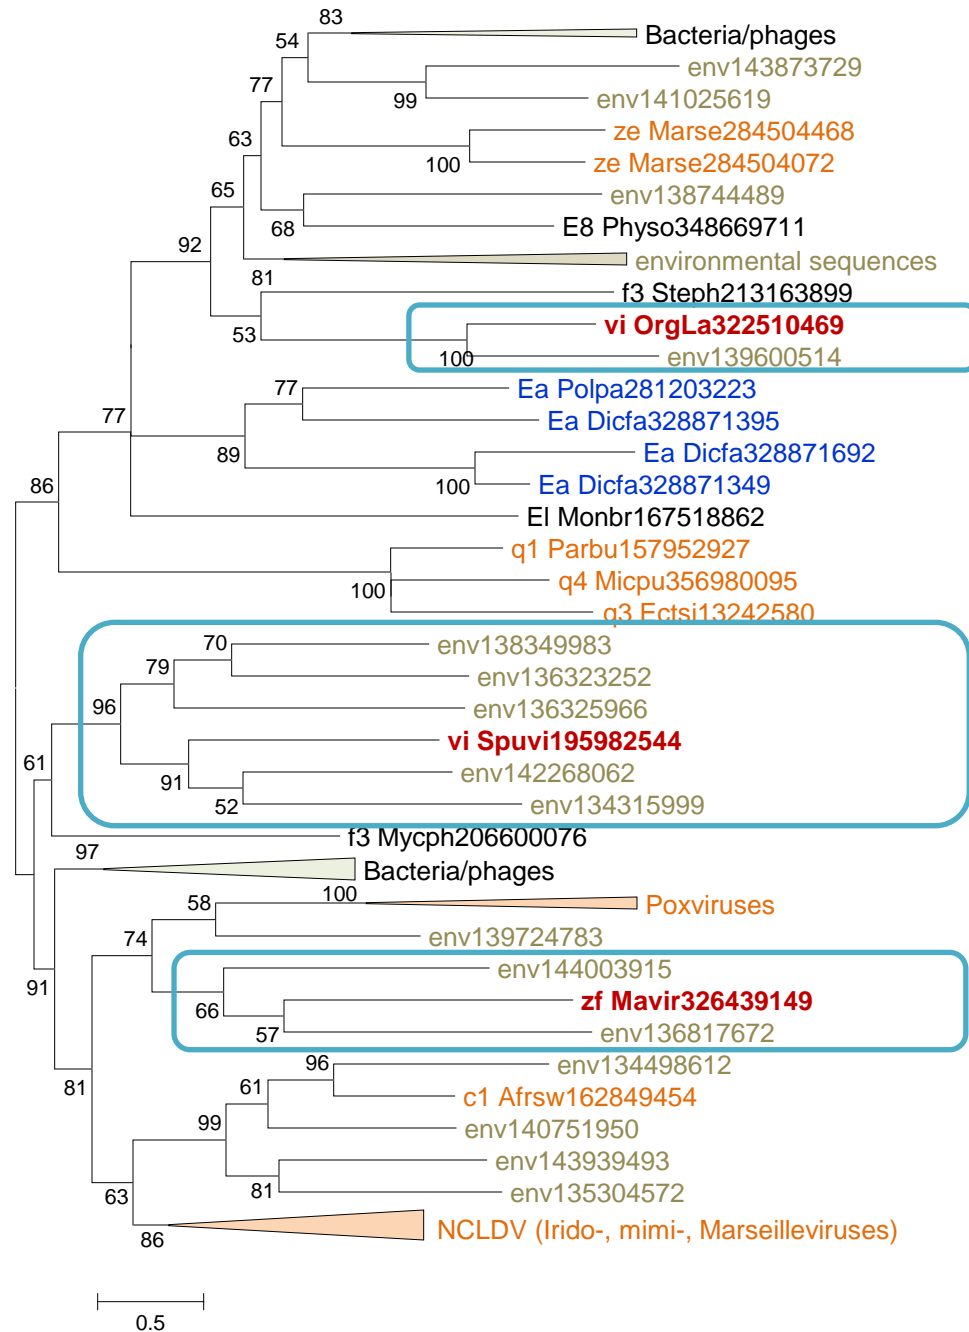 83
Bacteria/phages
54
env143873729
77
99
env141025619
ze Marse284504468
63
100
ze Marse284504072
65
env138744489
68
E8 Physo348669711
92
environmental sequences
81
f3 Steph213163899
53
vi OrgLa322510469
100
env139600514
77
Ea Polpa281203223
77
Ea Dicfa328871395
89
Ea Dicfa328871692
86
100
Ea Dicfa328871349
El Monbr167518862
q1 Parbu157952927
100
q4 Micpu356980095
q3 Ectsi13242580
70
env138349983
79
env136323252
96
env136325966
vi Spuvi195982544
61
91
env142268062
52
env134315999
f3 Mycph206600076
97
Bacteria/phages
100
58
Poxviruses
74
env139724783
91
env144003915
66
zf Mavir326439149
57
env136817672
96
env134498612
81
61
c1 Afrsw162849454
99
env140751950
env143939493
63
81
env135304572
86
NCLDV (Irido-, mimi-, Marseilleviruses)
0.5